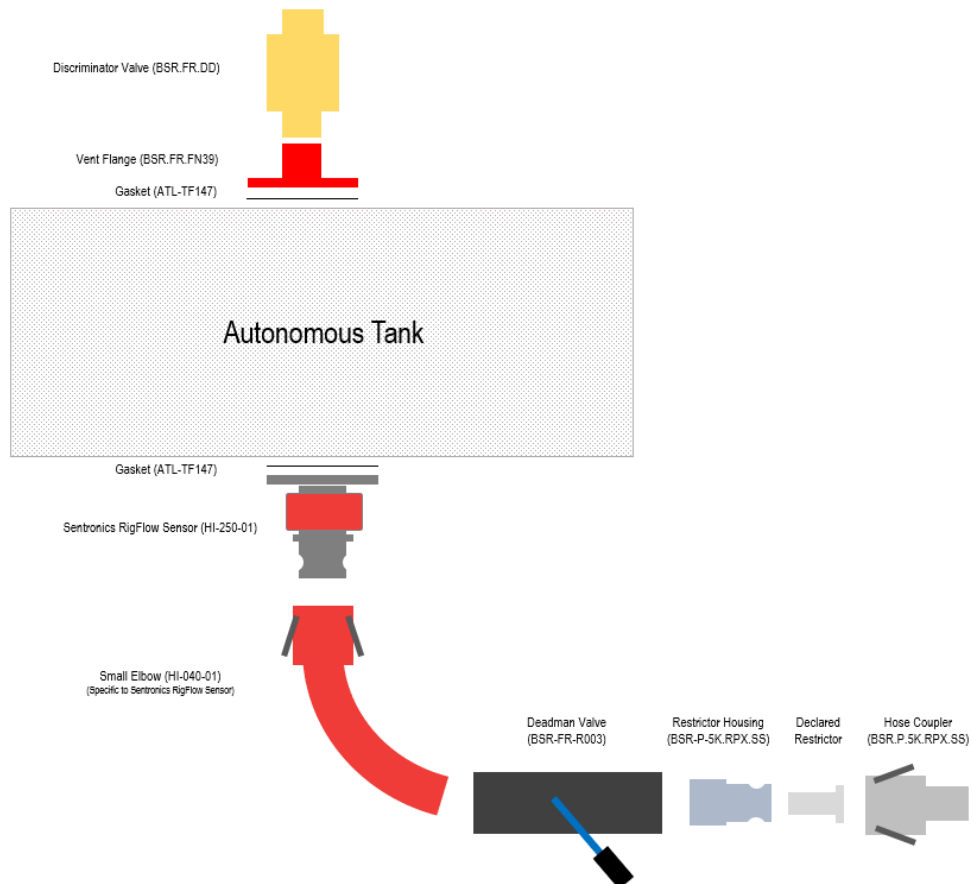 Discriminator Valve (BSR.FR.DD)
Vent Flange (BSR.FR.FN39)
Gasket (ATL-TF147)
Autonomous Tank
Gasket (ATL-TF147)
Sentronics RigFlow Sensor (HI-250-01)
Small Elbow (HI-040-01)
(Specific to Sentronics RigFlow Sensor)
Deadman Valve
(BSR-FR-R003)
Restrictor Housing
(BSR-P-5K.RPX.SS)
Declared
Restrictor
Hose Coupler
(BSR.P.5K.RPX.SS)